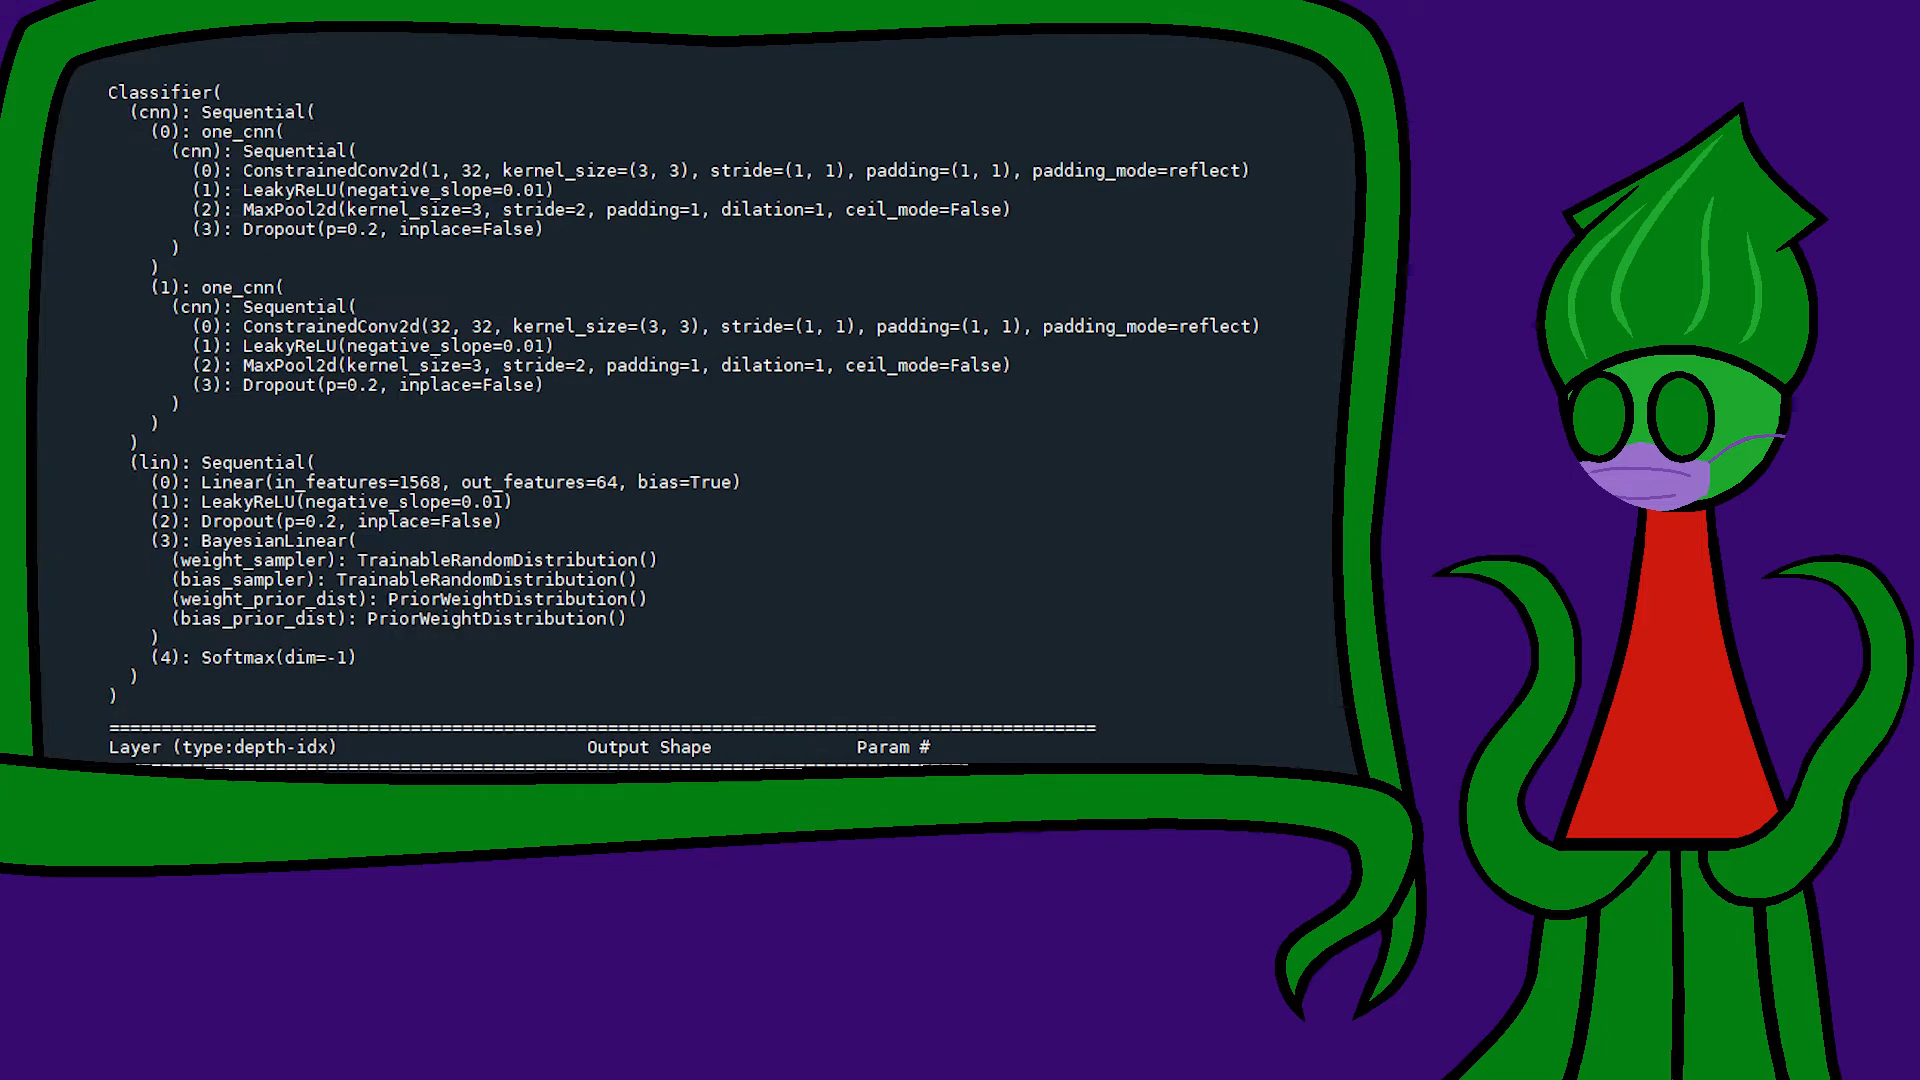 Classifier(
  (cnn): Sequential(
    (0): one_cnn(
      (cnn): Sequential(
        (0): ConstrainedConv2d(1, 32, kernel_size=(3, 3), stride=(1, 1), padding=(1, 1), padding_mode=reflect)
        (1): LeakyReLU(negative_slope=0.01)
        (2): MaxPool2d(kernel_size=3, stride=2, padding=1, dilation=1, ceil_mode=False)
        (3): Dropout(p=0.2, inplace=False)
      )
    )
    (1): one_cnn(
      (cnn): Sequential(
        (0): ConstrainedConv2d(32, 32, kernel_size=(3, 3), stride=(1, 1), padding=(1, 1), padding_mode=reflect)
        (1): LeakyReLU(negative_slope=0.01)
        (2): MaxPool2d(kernel_size=3, stride=2, padding=1, dilation=1, ceil_mode=False)
        (3): Dropout(p=0.2, inplace=False)
      )
    )
  )
  (lin): Sequential(
    (0): Linear(in_features=1568, out_features=64, bias=True)
    (1): LeakyReLU(negative_slope=0.01)
    (2): Dropout(p=0.2, inplace=False)
    (3): BayesianLinear(
      (weight_sampler): TrainableRandomDistribution()
      (bias_sampler): TrainableRandomDistribution()
      (weight_prior_dist): PriorWeightDistribution()
      (bias_prior_dist): PriorWeightDistribution()
    )
    (4): Softmax(dim=-1)
  )
)
===============================================================================================
Layer (type:depth-idx)                        Output Shape              Param #